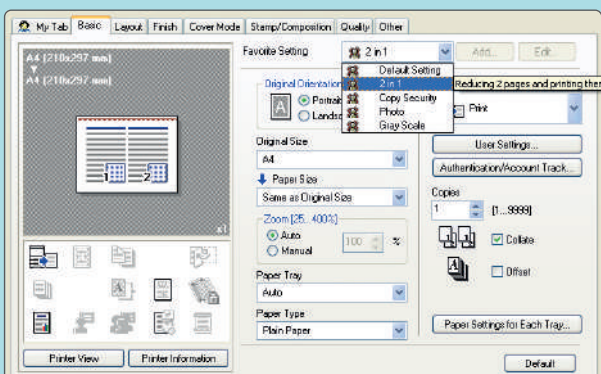 My Tab Basic Layout Finish Cover Mode Stamp/Composition Quality Other
A4 (210x297 mm)
A4 (210x297 mm)
1 2
x1
Printer View Printer Information
Favorite Setting 2 in 1 Add... Edit...
Default Setting
2 in 1
Copy Security
Photo
Gray Scale
Reducing 2 pages and printing them
Original Orientation
Portrait
Print
Original Size
A4
Paper Size
Same as Original Size
Zoom [25...400%]
Auto
Manual
100 %
Paper Tray
Auto
Paper Type
Plain Paper
User Settings...
Authentication/Account Track...
Copies
1 [1...9999]
Collate
Offset
Paper Settings for Each Tray...
Default